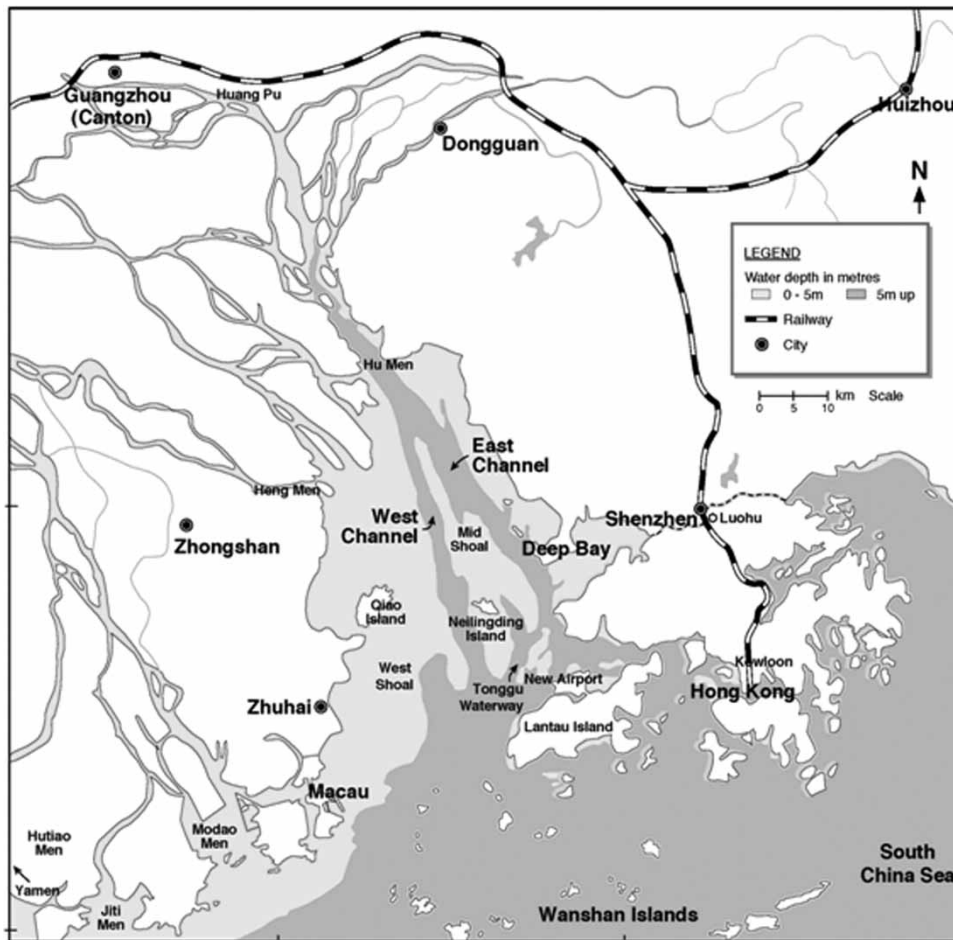 Guangzhou
(Canton)
Huang Pu
Dongguan
Huizhou
N
LEGEND
Water depth in metres
0 - 5m
5m up
Railway
City
0 5 10 km Scale
Hu Men
East
Channel
Heng Men
West
Channel
Mid
Shoal
Shenzhen
Luohu
Deep Bay
Zhongshan
Qiao
Island
Neilingding
Island
West
Shoal
Kowloon
New Airport
Hong Kong
Tonggu
Waterway
Zhuhai
Lantau Island
Macau
Modao
Men
Hutiao
Men
Yamen
Jiti
Men
South
China Sea
Wanshan Islands